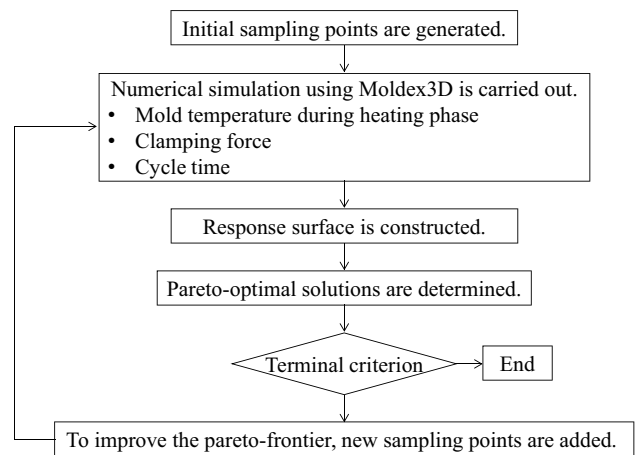 Initial sampling points are generated.
Numerical simulation using Moldex3D is carried out.
• Mold temperature during heating phase
• Clamping force
• Cycle time
Response surface is constructed.
Pareto-optimal solutions are determined.
Terminal criterion
End
To improve the pareto-frontier, new sampling points are added.